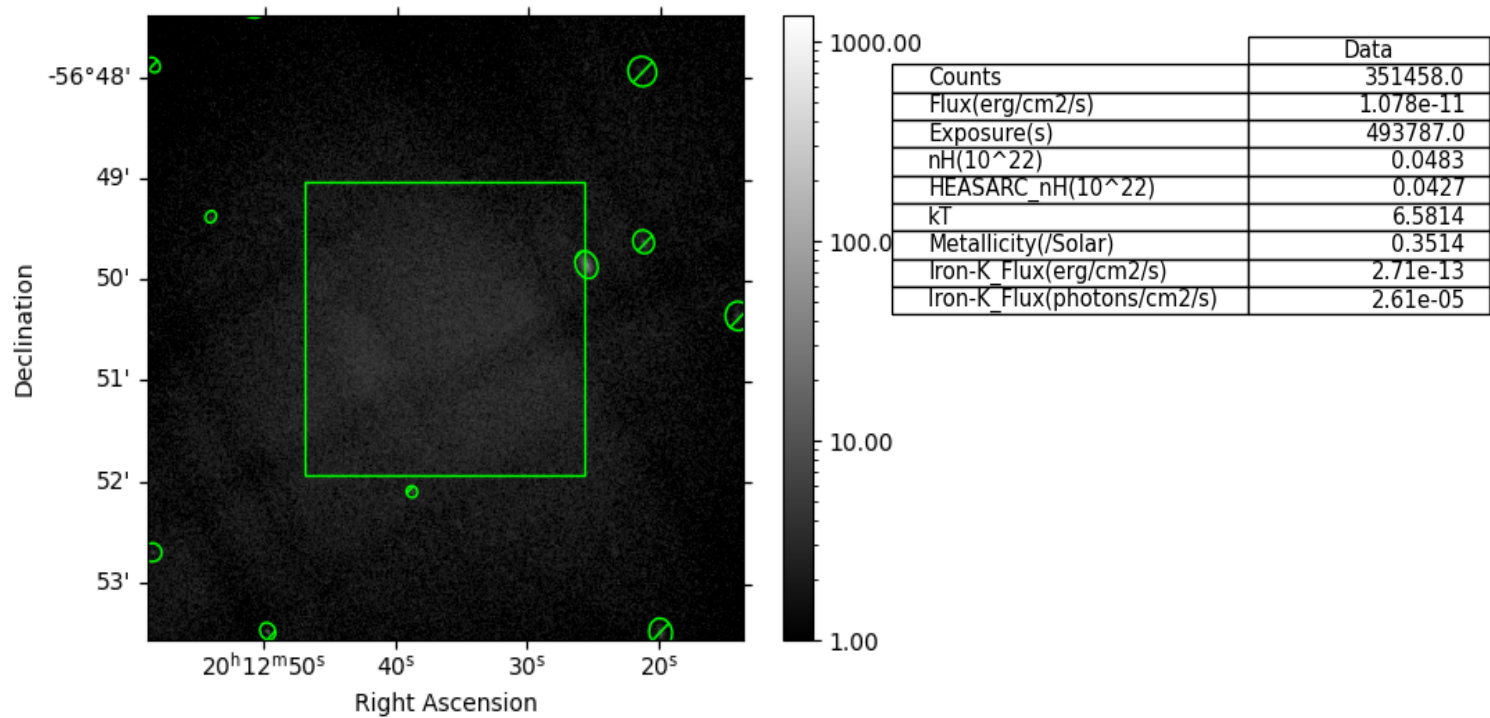 -56°48'
49'
50'
51'
52'
53'
Declination
20ʰ12ᵐ50ˢ 40ˢ 30ˢ 20ˢ
Right Ascension
1000.00
100.0
10.00
1.00
Data
Counts 351458.0
Flux(erg/cm2/s) 1.078e-11
Exposure(s) 493787.0
nH(10^22) 0.0483
HEASARC_nH(10^22) 0.0427
kT 6.5814
Metallicity(/Solar) 0.3514
Iron-K_Flux(erg/cm2/s) 2.71e-13
Iron-K_Flux(photons/cm2/s) 2.61e-05